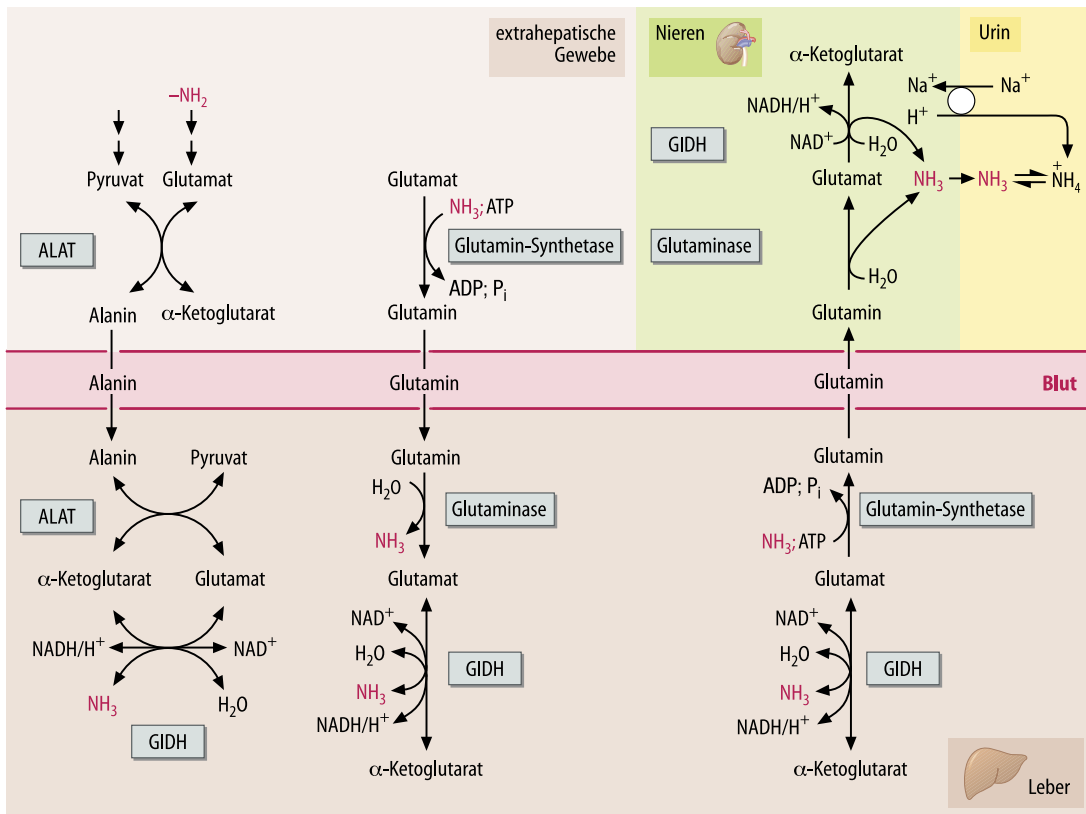 extrahepatische
Gewebe
–NH2
Pyruvat
Glutamat
ALAT
Alanin
α-Ketoglutarat
Glutamat
NH3; ATP
Glutamin-Synthetase
ADP; Pi
Glutamin
Nieren
α-Ketoglutarat
NADH/H+
GlDH
NAD+
H2O
Glutamat
Glutaminase
H2O
Glutamin
NH3
Urin
Na+
Na+
H+
NH3
NH4+
Alanin
Glutamin
Glutamin
Blut
Alanin
Pyruvat
ALAT
α-Ketoglutarat
Glutamat
NADH/H+
NAD+
NH3
H2O
GlDH
Glutamin
H2O
Glutaminase
NH3
Glutamat
NAD+
H2O
GlDH
NH3
NADH/H+
α-Ketoglutarat
Glutamin
ADP; Pi
Glutamin-Synthetase
NH3; ATP
Glutamat
NAD+
H2O
GlDH
NH3
NADH/H+
α-Ketoglutarat
Leber